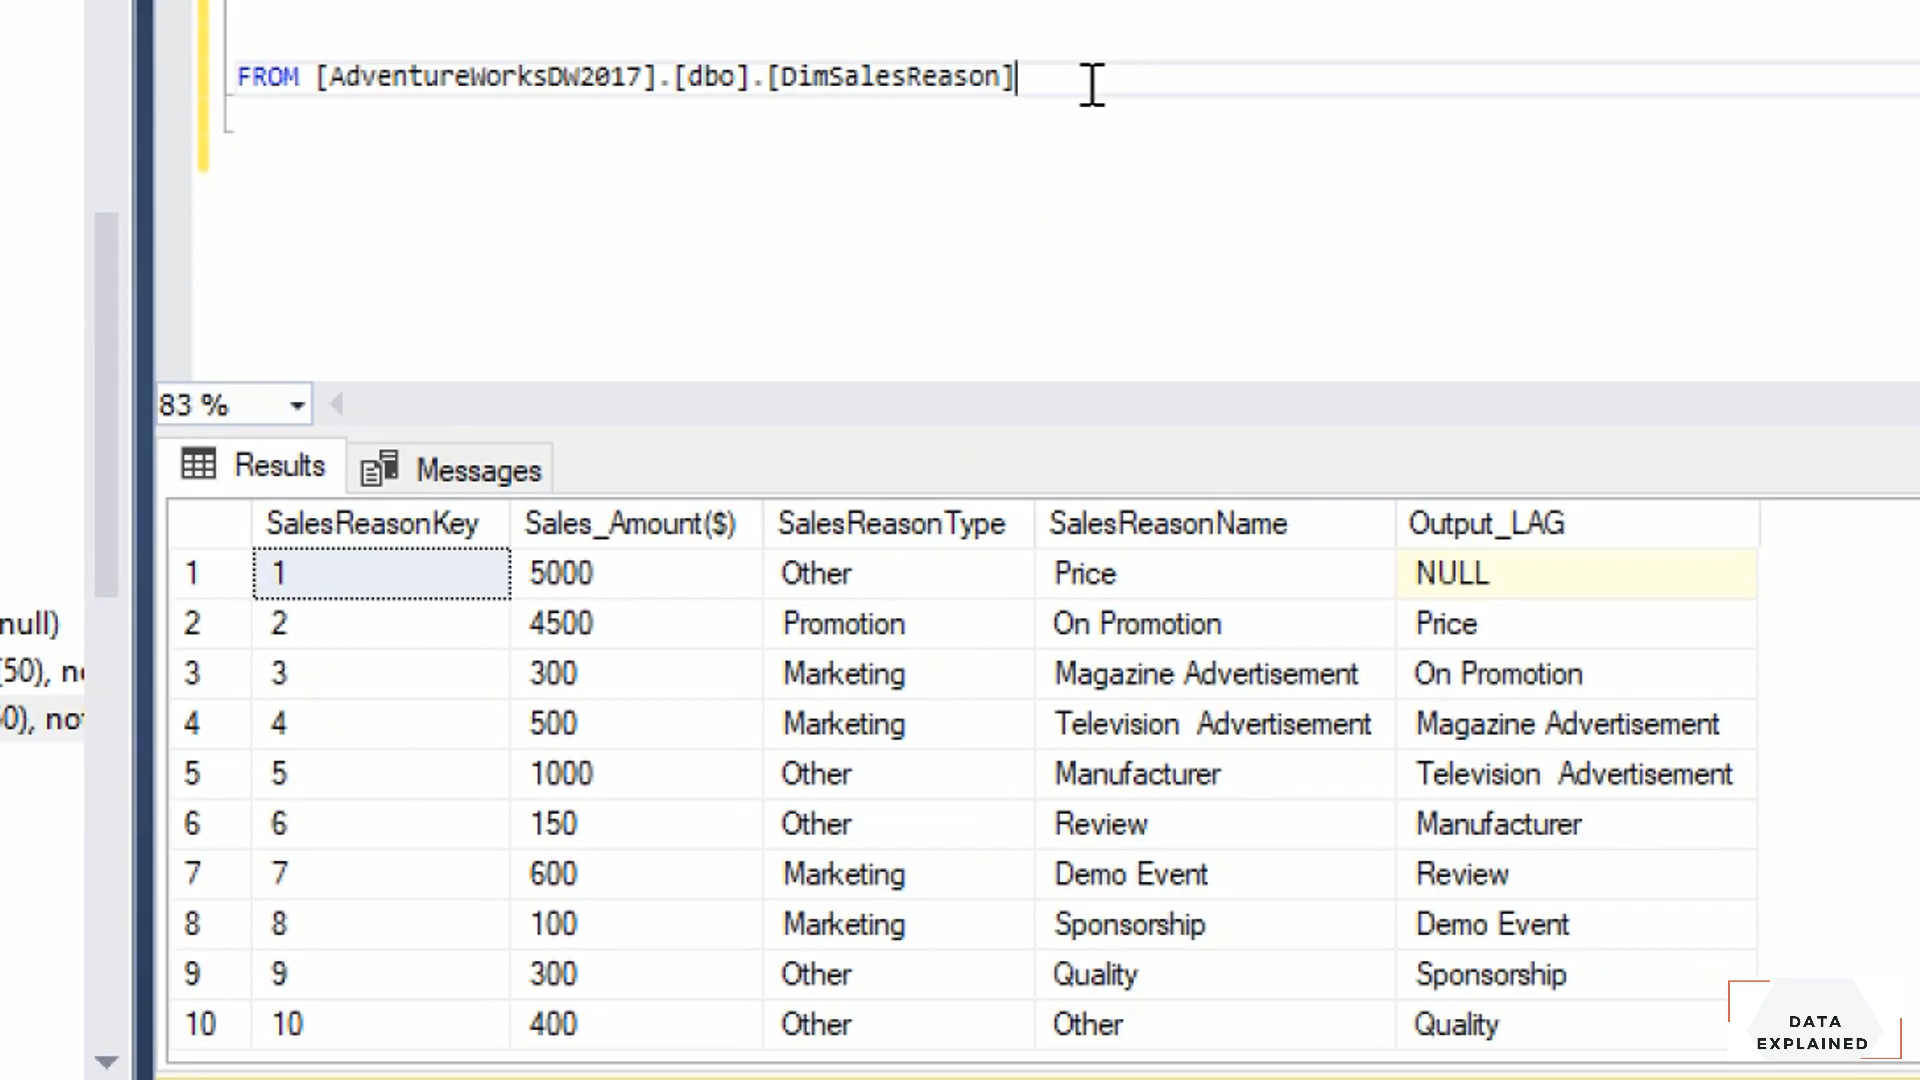 FROM [AdventureWorksDW2017].[dbo].[DimSalesReason]
83 %
Results Messages
SalesReasonKey Sales_Amount($) SalesReasonType SalesReasonName Output_LAG
1 1 5000 Other Price NULL
2 2 4500 Promotion On Promotion Price
3 3 300 Marketing Magazine Advertisement On Promotion
4 4 500 Marketing Television  Advertisement Magazine Advertisement
5 5 1000 Other Manufacturer Television  Advertisement
6 6 150 Other Review Manufacturer
7 7 600 Marketing Demo Event Review
8 8 100 Marketing Sponsorship Demo Event
9 9 300 Other Quality Sponsorship
10 10 400 Other Other Quality
null)
(50), n
0), not
DATA
EXPLAINED